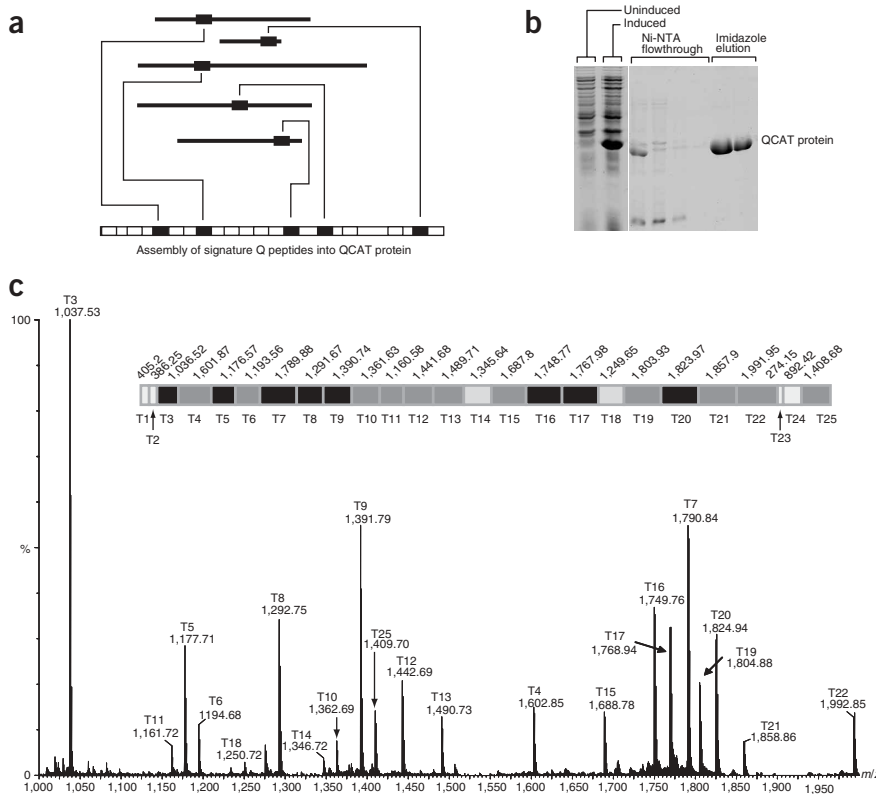 a
Assembly of signature Q peptides into QCAT protein
b
Uninduced
Induced
Ni-NTA
flowthrough
Imidazole
elution
QCAT protein
c
T3
1,037.53
100
%
0
405.2
386.25
1,036.52
1,601.87
1,176.57
1,193.56
1,789.88
1,291.67
1,390.74
1,361.63
1,160.58
1,441.68
1,489.71
1,345.64
1,687.8
1,748.77
1,767.98
1,249.65
1,803.93
1,823.97
1,857.9
1,991.95
274.15
892.42
1,408.68
T1 T3 T4 T5 T6 T7 T8 T9 T10 T11 T12 T13 T14 T15 T16 T17 T18 T19 T20 T21 T22 T24 T25
T2
T23
T9
1,391.79
T7
1,790.84
T8
1,292.75
T16
1,749.76
T5
1,177.71
T25
1,409.70
T20
1,824.94
T17
1,768.94
T19
1,804.88
T12
1,442.69
T6
1194.68
T10
1,362.69
T13
1,490.73
T4
1,602.85
T15
1,688.78
T22
1,992.85
T11
1,161.72
T18
1,250.72
T14
1,346.72
T21
1,858.86
1,000 1,050 1,100 1,150 1,200 1,250 1,300 1,350 1,400 1,450 1,500 1,550 1,600 1,650 1,700 1,750 1,800 1,850 1,900 1,950